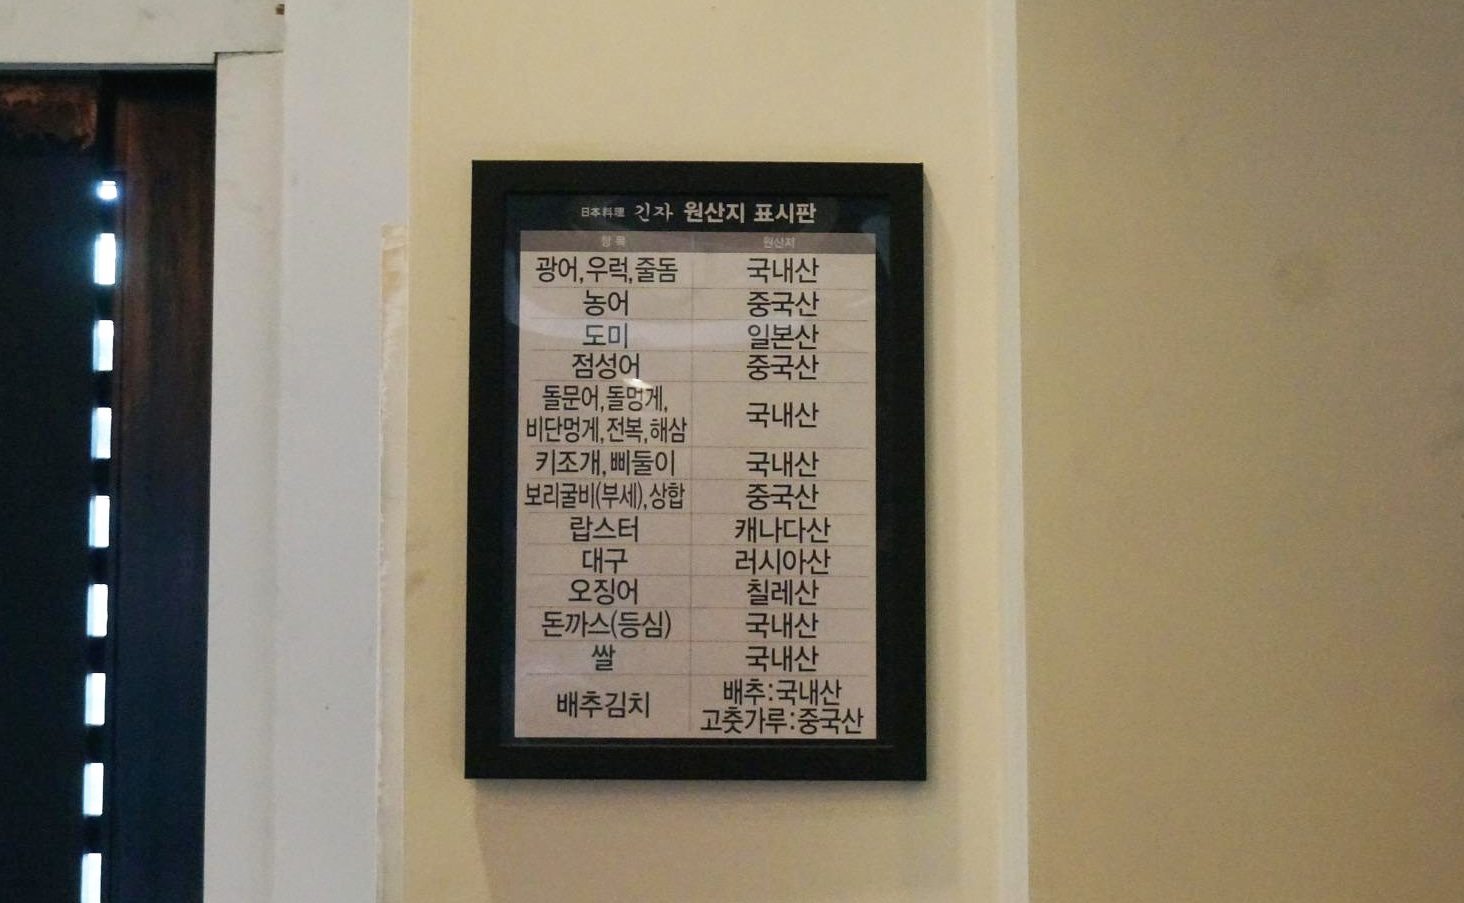 日本料理 긴자 원산지 표시판
항목 원산지
광어,우럭,줄돔 국내산
농어 중국산
도미 일본산
점성어 중국산
돌문어,돌멍게,
비단멍게,전복,해삼 국내산
키조개,삐뚤이 국내산
보리굴비(부세),상합 중국산
랍스터 캐나다산
대구 러시아산
오징어 칠레산
돈까스(등심) 국내산
쌀 국내산
배추김치 배추:국내산
고춧가루:중국산